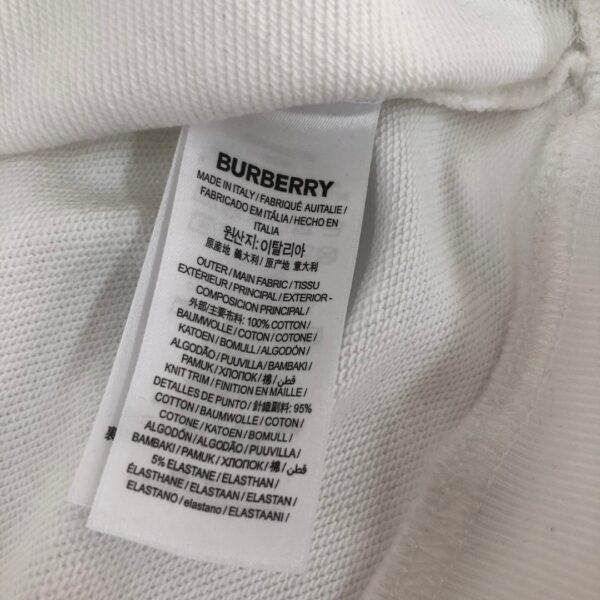 BURBERRY
MADE IN ITALY / FABRIQUÉ AUITALIE /
FABRICADO EM ITÁLIA / HECHO EN
ITALIA
원산지: 이탈리아
原産地 義大利 / 原产地 意大利
OUTER / MAIN FABRIC / TISSU
EXTÉRIEUR / PRINCIPAL / EXTERIOR -
COMPOSICIÓN PRINCIPAL /
外部/主要布料: 100% COTTON /
BAUMWOLLE / COTON / COTONE /
KATOEN / BOMULL / ALGODÓN /
ALGODÃO / PUUVILLA / BAMBAKI /
PAMUK / ХЛОПОК / 棉 / قطن /
KNIT TRIM / FINITION EN MAILLE /
DETALLES DE PUNTO / 針織副料: 95%
COTTON / BAUMWOLLE / COTON /
COTONE / KATOEN / BOMULL /
ALGODÓN / ALGODÃO / PUUVILLA /
BAMBAKI / PAMUK / ХЛОПОК / 棉 / قطن /
5% ELASTANE / ELASTHAN /
ÉLASTHANE / ELASTAAN / ELASTAN /
ELASTANO / elastano / ELASTAANI /